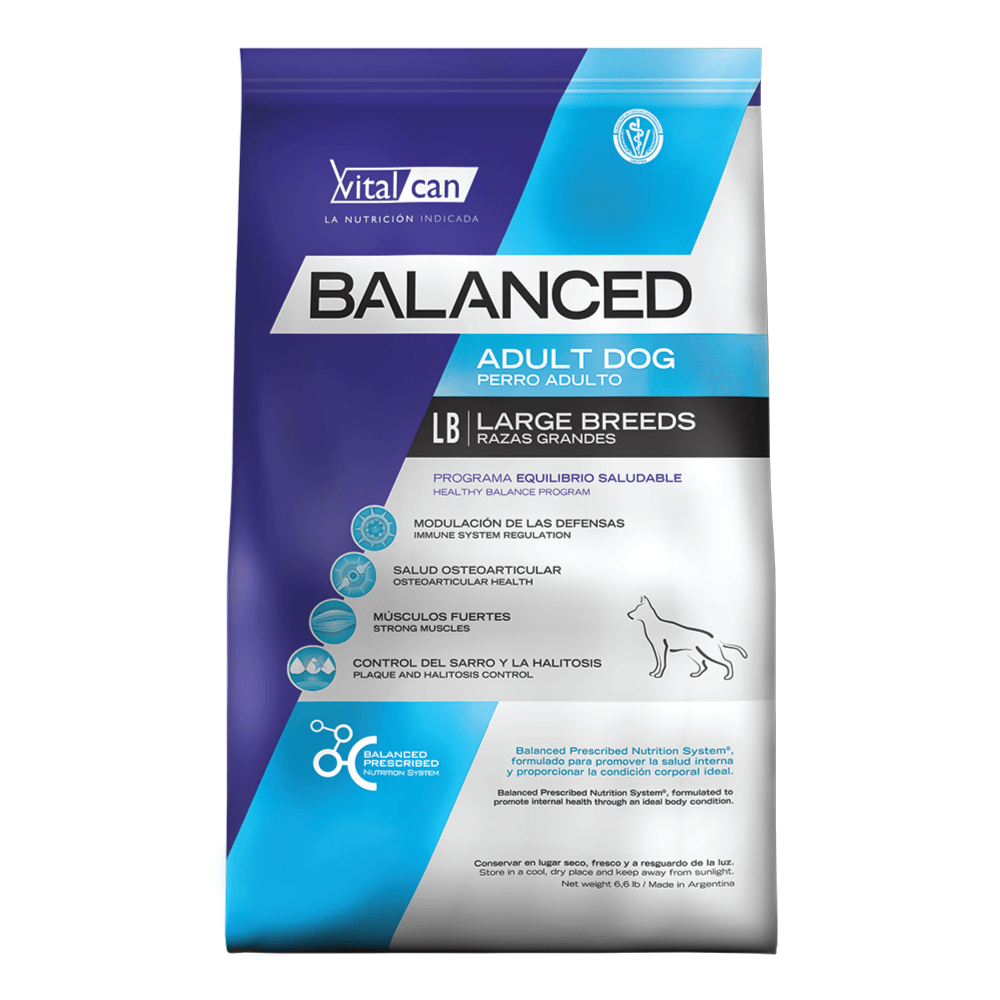 Vital can
LA NUTRICIÓN INDICADA
BALANCED
ADULT DOG
PERRO ADULTO
LB | LARGE BREEDS
RAZAS GRANDES
PROGRAMA EQUILIBRIO SALUDABLE
HEALTHY BALANCE PROGRAM
MODULACIÓN DE LAS DEFENSAS
IMMUNE SYSTEM REGULATION
SALUD OSTEOARTICULAR
OSTEOARTICULAR HEALTH
MÚSCULOS FUERTES
STRONG MUSCLES
CONTROL DEL SARRO Y LA HALITOSIS
PLAQUE AND HALITOSIS CONTROL
BALANCED
PRESCRIBED
NUTRITION SYSTEM
Balanced Prescribed Nutrition System®,
formulado para promover la salud interna
y proporcionar la condición corporal ideal.
Balanced Prescribed Nutrition System®, formulated to
promote internal health through an ideal body condition.
Conservar en lugar seco, fresco y a resguardo de la luz.
Store in a cool, dry place and keep away from sunlight.
Net weight 6,6 lb / Made in Argentina